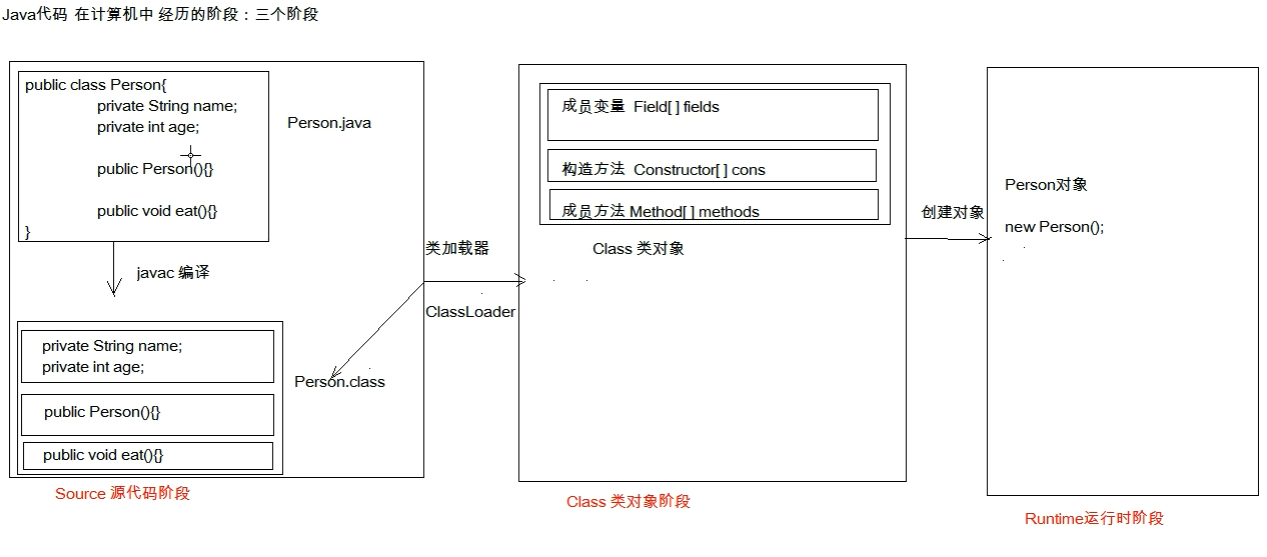 Java代码 在计算机中 经历的阶段：三个阶段
public class Person{
private String name;
private int age;
public Person(){}
public void eat(){}
}
Person.java
javac 编译
private String name;
private int age;
public Person(){}
public void eat(){}
Person.class
Source 源代码阶段
类加载器
ClassLoader
成员变量 Field[ ] fields
构造方法 Constructor[ ] cons
成员方法 Method[ ] methods
Class 类对象
Class 类对象阶段
创建对象
Person对象
new Person();
Runtime运行时阶段